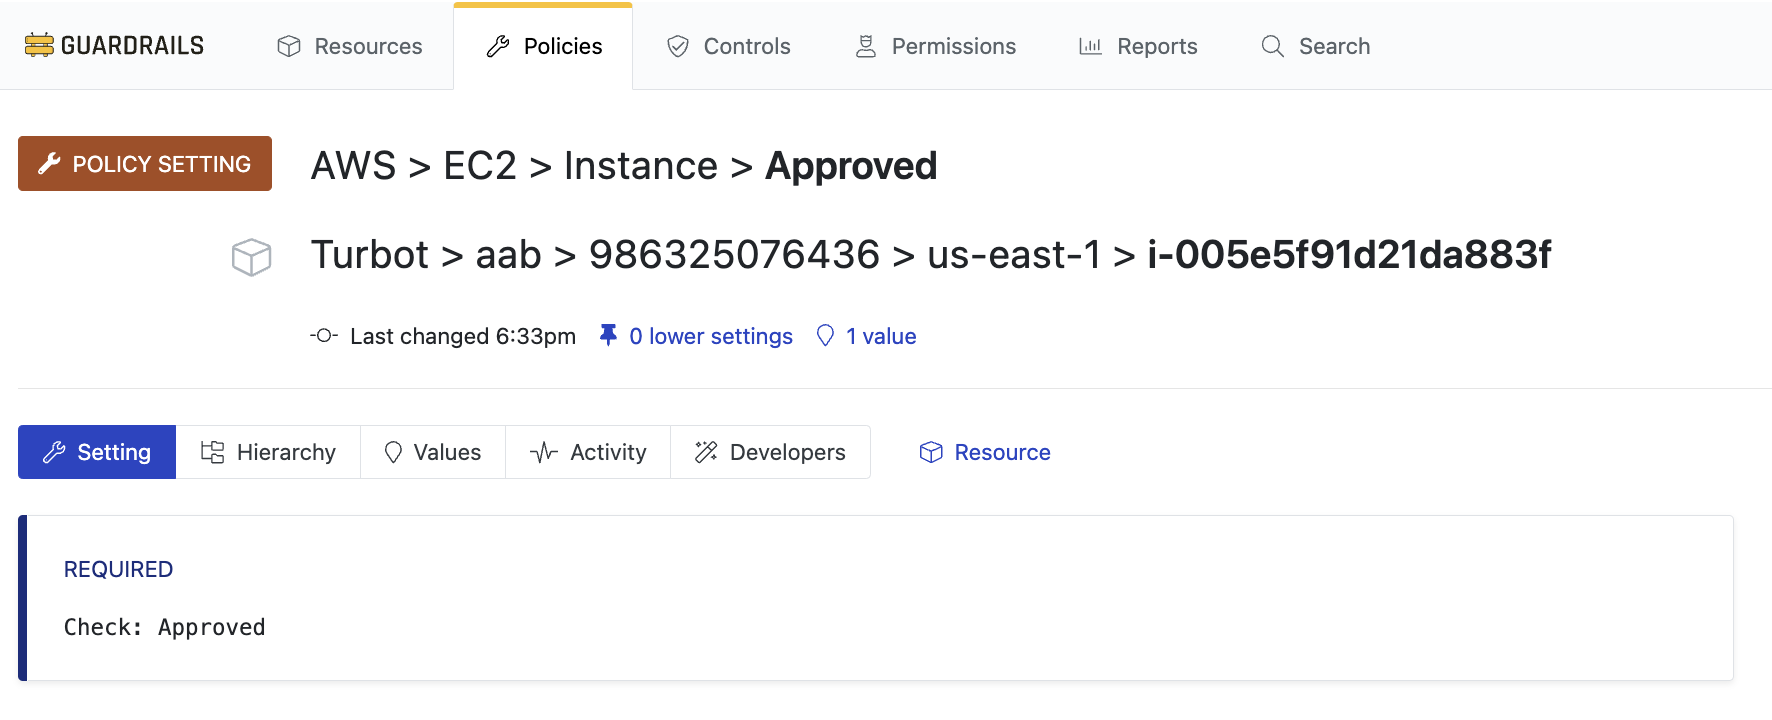 GUARDRAILS Resources Policies Controls Permissions Reports Search
POLICY SETTING AWS > EC2 > Instance > Approved
Turbot > aab > 986325076436 > us-east-1 > i-005e5f91d21da883f
Last changed 6:33pm 0 lower settings 1 value
Setting Hierarchy Values Activity Developers Resource
REQUIRED
Check: Approved